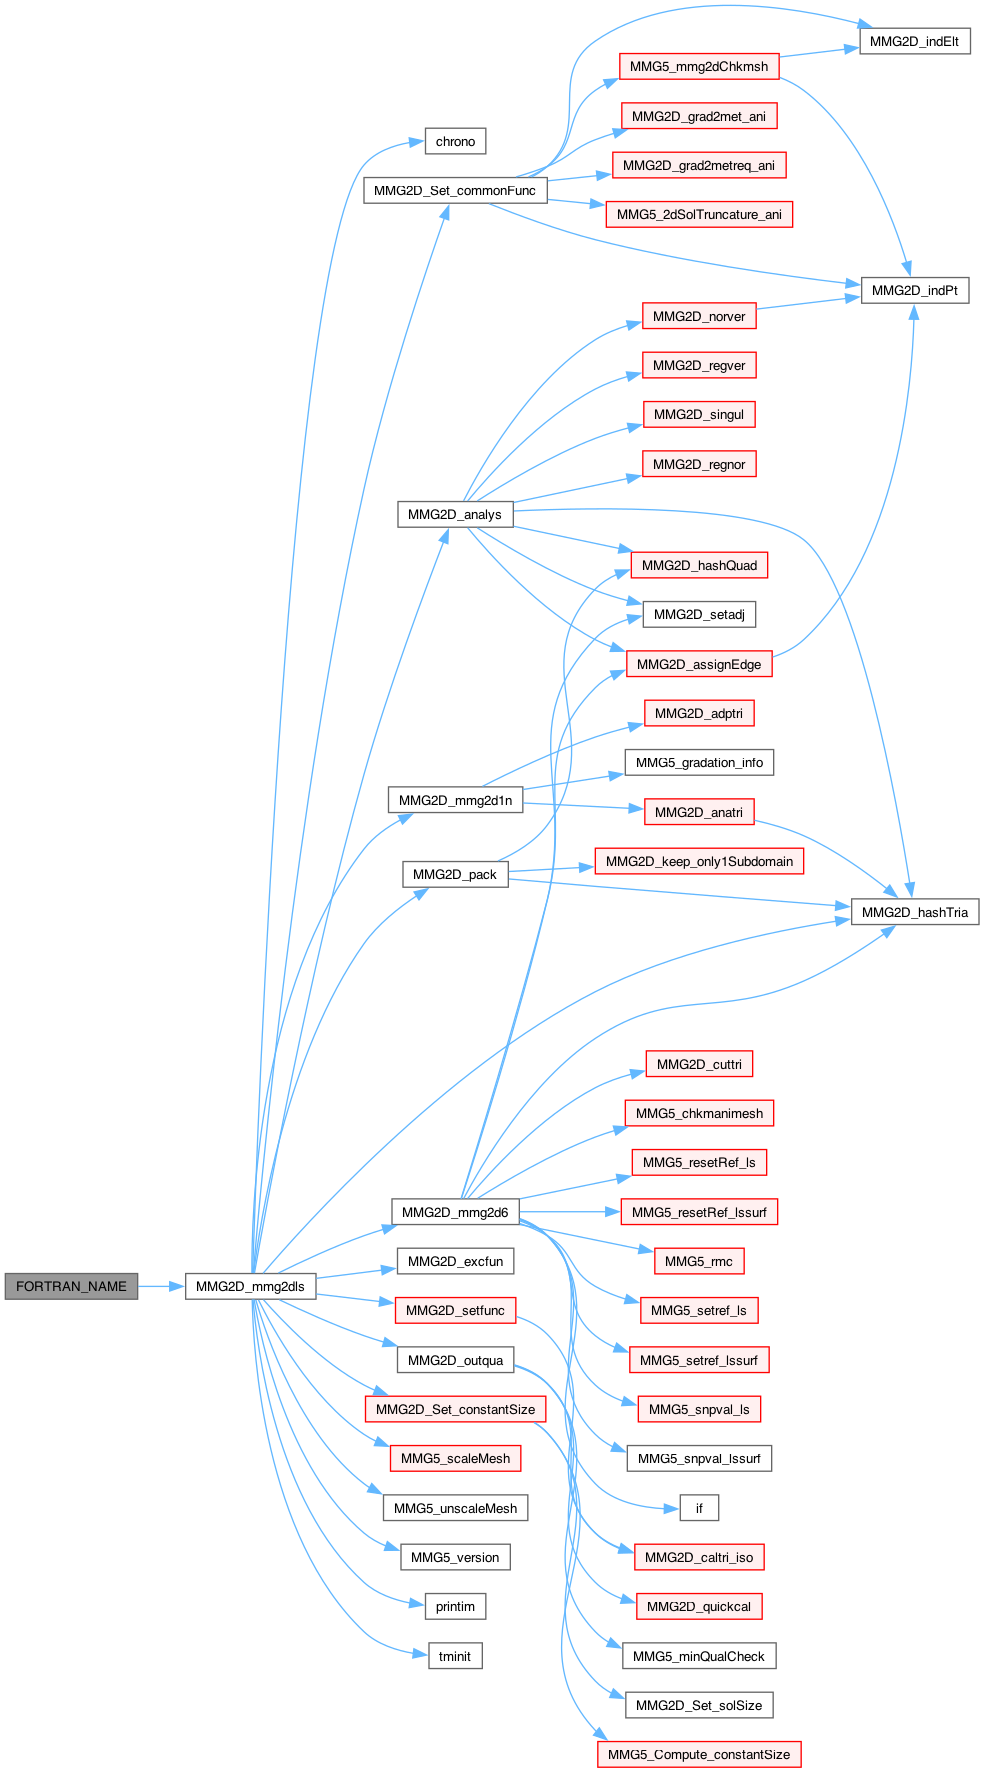 MMG2D_indElt
MMG5_mmg2dChkmsh
MMG2D_grad2met_ani
chrono
MMG2D_grad2metreq_ani
MMG2D_Set_commonFunc
MMG5_2dSolTruncature_ani
MMG2D_indPt
MMG2D_norver
MMG2D_regver
MMG2D_singul
MMG2D_regnor
MMG2D_analys
MMG2D_hashQuad
MMG2D_setadj
MMG2D_assignEdge
MMG2D_adptri
MMG5_gradation_info
MMG2D_mmg2d1n
MMG2D_anatri
MMG2D_keep_only1Subdomain
MMG2D_pack
MMG2D_hashTria
MMG2D_cuttri
MMG5_chkmanimesh
MMG5_resetRef_ls
MMG2D_mmg2d6
MMG5_resetRef_lssurf
MMG2D_excfun
MMG5_rmc
FORTRAN_NAME
MMG2D_mmg2dls
MMG2D_setfunc
MMG5_setref_ls
MMG2D_outqua
MMG5_setref_lssurf
MMG2D_Set_constantSize
MMG5_snpval_ls
MMG5_scaleMesh
MMG5_snpval_lssurf
MMG5_unscaleMesh
if
MMG5_version
MMG2D_caltri_iso
printim
MMG2D_quickcal
tminit
MMG5_minQualCheck
MMG2D_Set_solSize
MMG5_Compute_constantSize